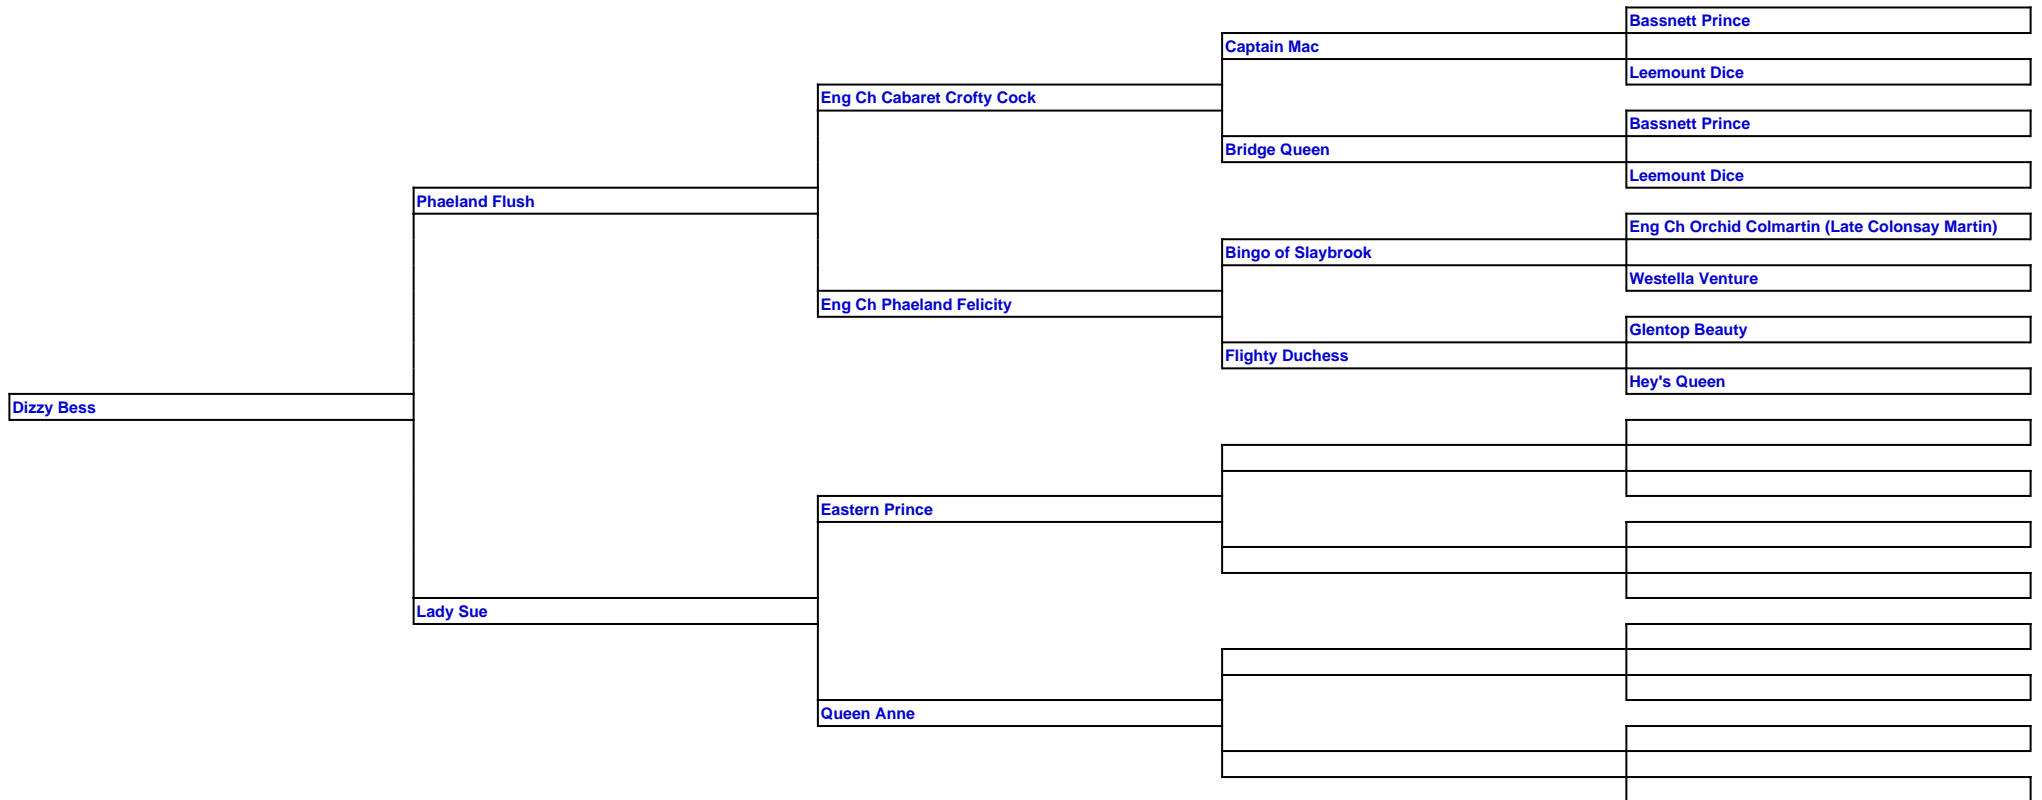 Bassnett Prince
Captain Mac
Leemount Dice
Eng Ch Cabaret Crofty Cock
Bassnett Prince
Bridge Queen
Leemount Dice
Phaeland Flush
Eng Ch Orchid Colmartin (Late Colonsay Martin)
Bingo of Slaybrook
Westella Venture
Eng Ch Phaeland Felicity
Glentop Beauty
Flighty Duchess
Hey's Queen
Dizzy Bess
Eastern Prince
Lady Sue
Queen Anne